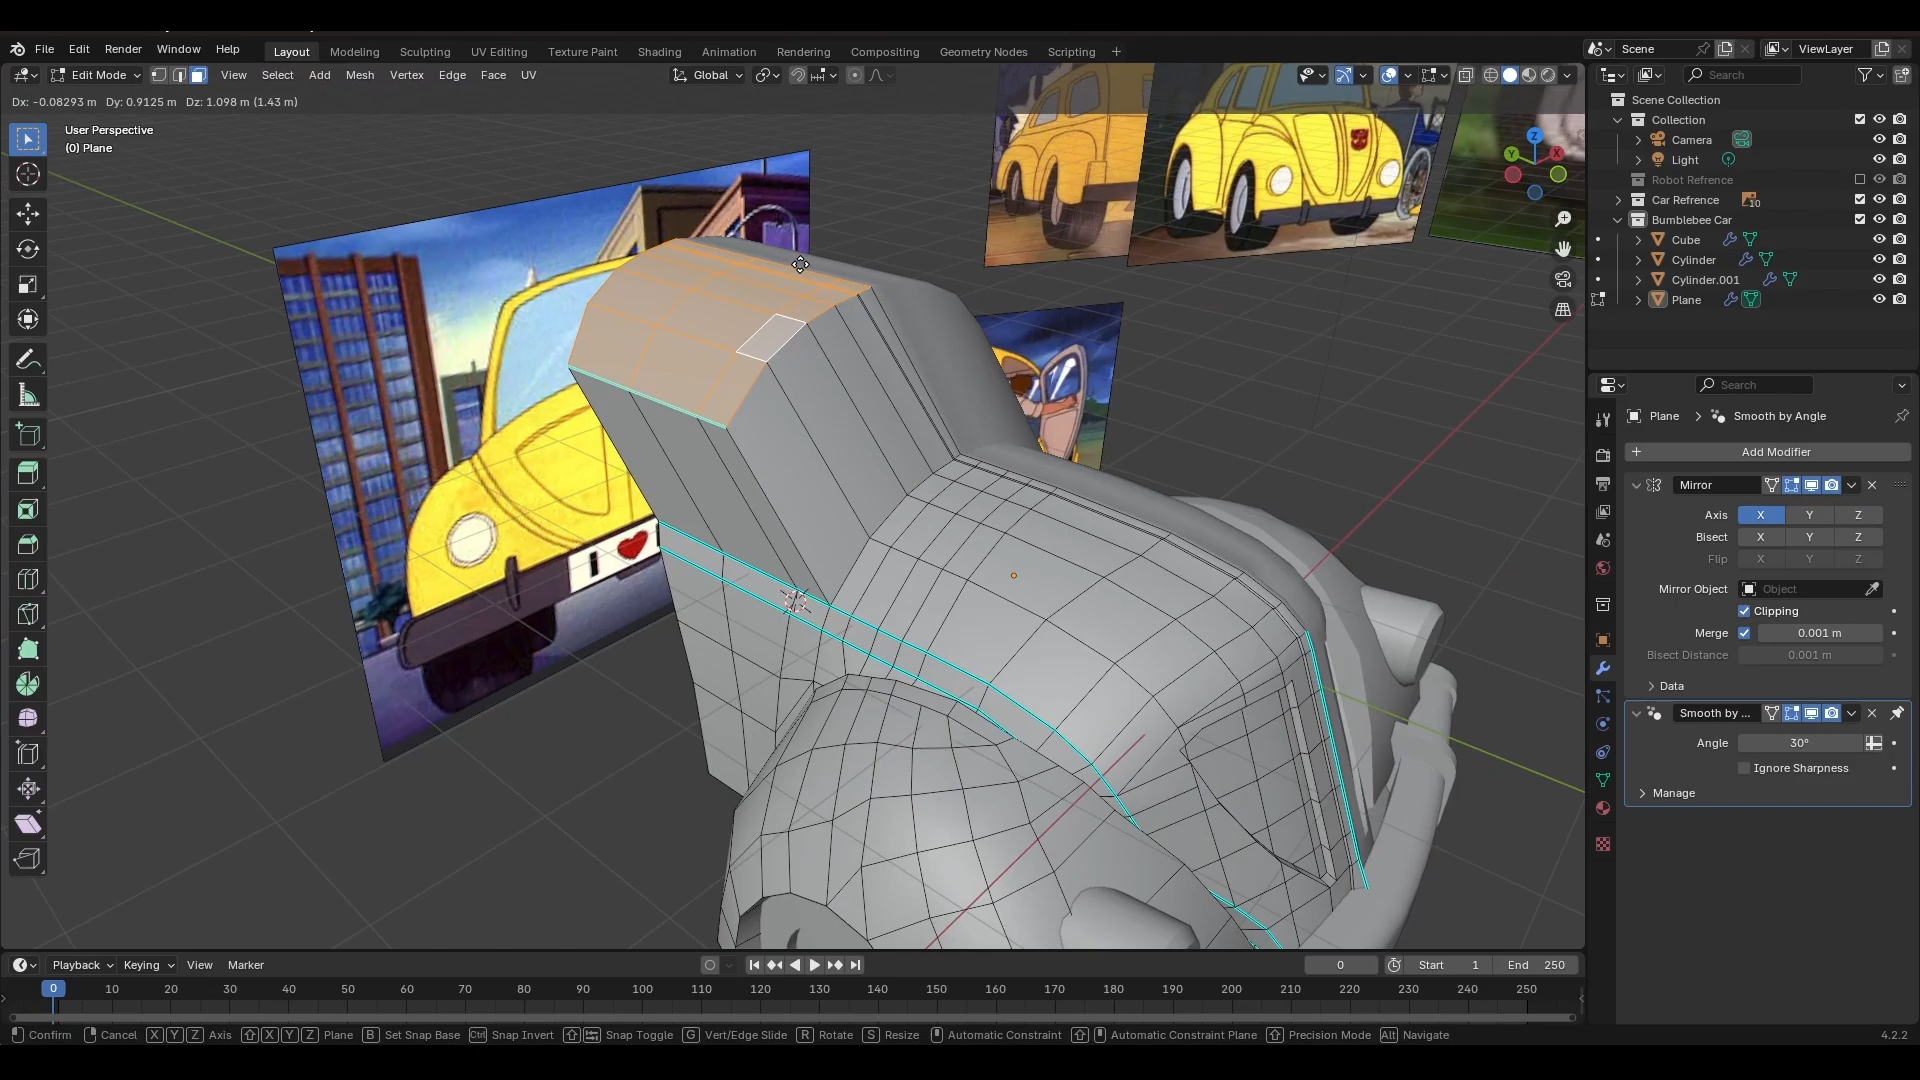 File Edit Render Window Help
Layout Modeling Sculpting UV Editing Texture Paint Shading Animation Rendering Compositing Geometry Nodes Scripting +
Scene ViewLayer
Edit Mode View Select Add Mesh Vertex Edge Face UV Global
Search
Dx: -0.08293 m Dy: 0.9125 m Dz: 1.098 m (1.43 m)
User Perspective
(0) Plane
Z
Y
X
I
Scene Collection
Collection
Camera
Light
Robot Refrence
Car Refrence 10
Bumblebee Car
Cube
Cylinder
Cylinder.001
Plane
Search
Plane > Smooth by Angle
+ Add Modifier
Mirror
Axis X Y Z
Bisect X Y Z
Flip X Y Z
Mirror Object Object
Clipping
Merge 0.001 m
Bisect Distance 0.001 m
Data
Smooth by ...
Angle 30°
Ignore Sharpness
Manage
Playback Keying View Marker 0 Start 1 End 250
0 10 20 30 40 50 60 70 80 90 100 110 120 130 140 150 160 170 180 190 200 210 220 230 240 250
Confirm Cancel X Y Z Axis X Y Z Plane B Set Snap Base Ctrl Snap Invert Snap Toggle G Vert/Edge Slide R Rotate S Resize Automatic Constraint Automatic Constraint Plane Precision Mode Alt Navigate 4.2.2